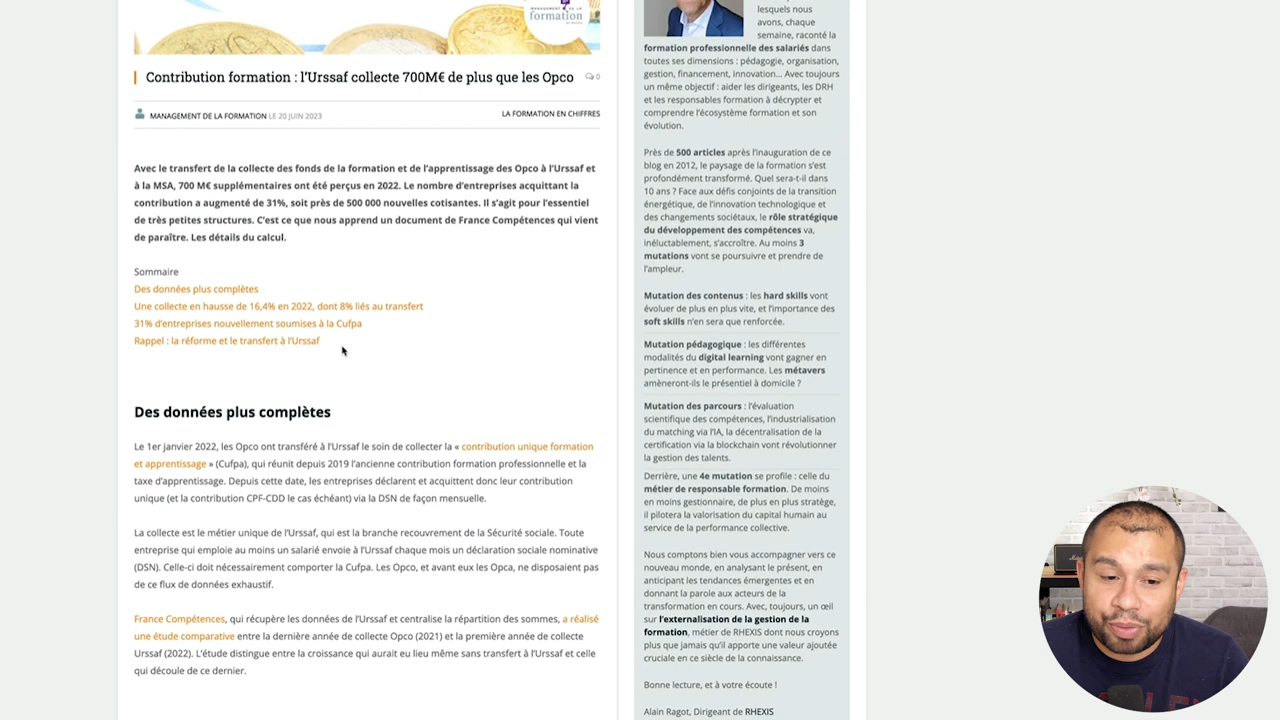 MANAGEMENT DE LA
formation
Contribution formation : l'Urssaf collecte 700M€ de plus que les Opco
0
MANAGEMENT DE LA FORMATION LE 20 JUIN 2023
LA FORMATION EN CHIFFRES
Avec le transfert de la collecte des fonds de la formation et de l'apprentissage des Opco à l'Urssaf et
à la MSA, 700 M€ supplémentaires ont été perçus en 2022. Le nombre d'entreprises acquittant la
contribution a augmenté de 31%, soit près de 500 000 nouvelles cotisantes. Il s'agit pour l'essentiel
de très petites structures. C'est ce que nous apprend un document de France Compétences qui vient
de paraître. Les détails du calcul.
Sommaire
Des données plus complètes
Une collecte en hausse de 16,4% en 2022, dont 8% liés au transfert
31% d'entreprises nouvellement soumises à la Cufpa
Rappel : la réforme et le transfert à l'Urssaf
Des données plus complètes
Le 1er janvier 2022, les Opco ont transféré à l'Urssaf le soin de collecter la « contribution unique formation
et apprentissage » (Cufpa), qui réunit depuis 2019 l'ancienne contribution formation professionnelle et la
taxe d'apprentissage. Depuis cette date, les entreprises déclarent et acquittent donc leur contribution
unique (et la contribution CPF-CDD le cas échéant) via la DSN de façon mensuelle.
La collecte est le métier unique de l'Urssaf, qui est la branche recouvrement de la Sécurité sociale. Toute
entreprise qui emploie au moins un salarié envoie à l'Urssaf chaque mois un déclaration sociale nominative
(DSN). Celle-ci doit nécessairement comporter la Cufpa. Les Opco, et avant eux les Opca, ne disposaient pas
de ce flux de données exhaustif.
France Compétences, qui récupère les données de l'Urssaf et centralise la répartition des sommes, a réalisé
une étude comparative entre la dernière année de collecte Opco (2021) et la première année de collecte
Urssaf (2022). L'étude distingue entre la croissance qui aurait eu lieu même sans transfert à l'Urssaf et celle
qui découle de ce dernier.
lesquels nous
avons, chaque
semaine, raconté la
formation professionnelle des salariés dans
toutes ses dimensions : pédagogie, organisation,
gestion, financement, innovation... Avec toujours
un même objectif : aider les dirigeants, les DRH
et les responsables formation à décrypter et
comprendre l'écosystème formation et son
évolution.
Près de 500 articles après l'inauguration de ce
blog en 2012, le paysage de la formation s'est
profondément transformé. Quel sera-t-il dans
10 ans ? Face aux défis conjoints de la transition
énergétique, de l'innovation technologique et
des changements sociétaux, le rôle stratégique
du développement des compétences va,
inéluctablement, s'accroître. Au moins 3
mutations vont se poursuivre et prendre de
l'ampleur.
Mutation des contenus : les hard skills vont
évoluer de plus en plus vite, et l'importance des
soft skills n'en sera que renforcée.
Mutation pédagogique : les différentes
modalités du digital learning vont gagner en
pertinence et en performance. Les métavers
amèneront-ils le présentiel à domicile ?
Mutation des parcours : l'évaluation
scientifique des compétences, l'industrialisation
du matching via l'IA, la décentralisation de la
certification via la blockchain vont révolutionner
la gestion des talents.
Derrière, une 4e mutation se profile : celle du
métier de responsable formation. De moins
en moins gestionnaire, de plus en plus stratège,
il pilotera la valorisation du capital humain au
service de la performance collective.
Nous comptons bien vous accompagner vers ce
nouveau monde, en analysant le présent, en
anticipant les tendances émergentes et en
donnant la parole aux acteurs de la
transformation en cours. Avec, toujours, un œil
sur l'externalisation de la gestion de la
formation, métier de RHEXIS dont nous croyons
plus que jamais qu'il apporte une valeur ajoutée
cruciale en ce siècle de la connaissance.
Bonne lecture, et à votre écoute !
Alain Ragot, Dirigeant de RHEXIS